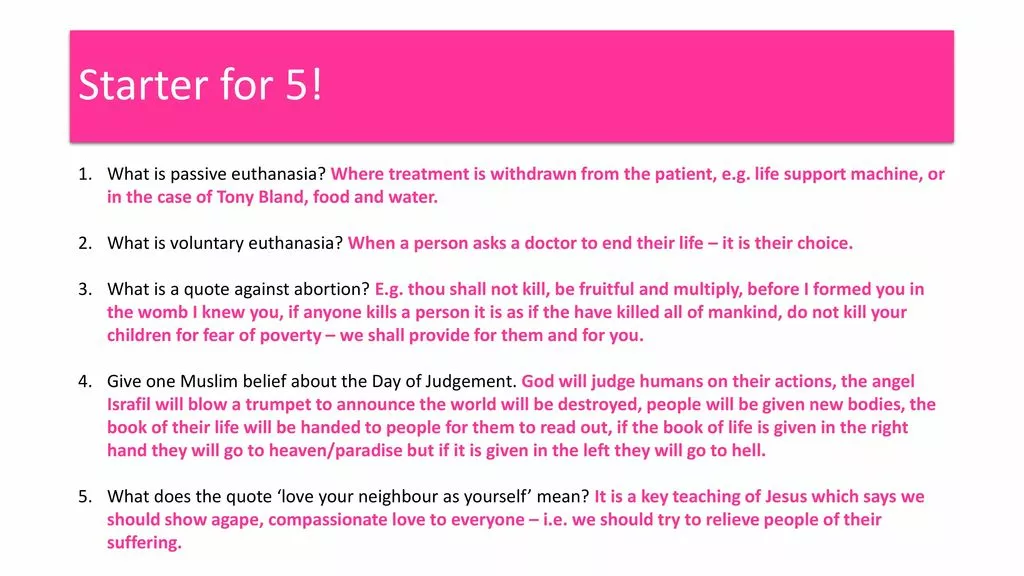 Starter for 5!
1. What is passive euthanasia? Where treatment is withdrawn from the patient, e.g. life support machine, or
in the case of Tony Bland, food and water.
2. What is voluntary euthanasia? When a person asks a doctor to end their life – it is their choice.
3. What is a quote against abortion? E.g. thou shall not kill, be fruitful and multiply, before I formed you in
the womb I knew you, if anyone kills a person it is as if the have killed all of mankind, do not kill your
children for fear of poverty – we shall provide for them and for you.
4. Give one Muslim belief about the Day of Judgement. God will judge humans on their actions, the angel
Israfil will blow a trumpet to announce the world will be destroyed, people will be given new bodies, the
book of their life will be handed to people for them to read out, if the book of life is given in the right
hand they will go to heaven/paradise but if it is given in the left they will go to hell.
5. What does the quote ‘love your neighbour as yourself’ mean? It is a key teaching of Jesus which says we
should show agape, compassionate love to everyone – i.e. we should try to relieve people of their
suffering.